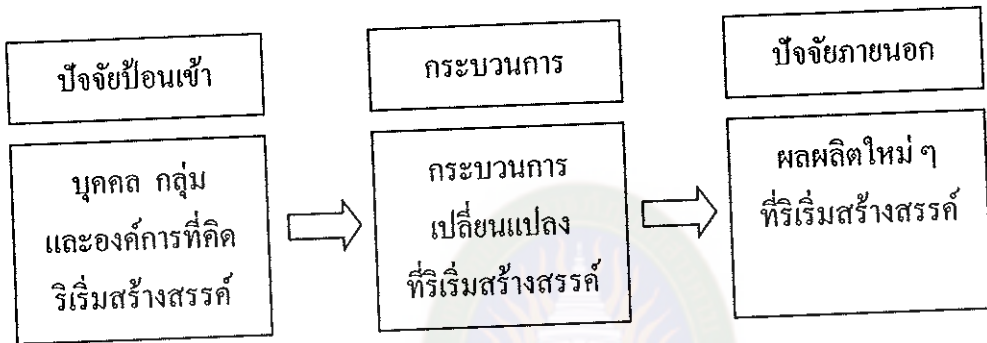 ปัจจัยป้อนเข้า
กระบวนการ
ปัจจัยภายนอก
บุคคล กลุ่ม
และองค์การที่คิด
ริเริ่มสร้างสรรค์
กระบวนการ
เปลี่ยนแปลง
ที่ริเริ่มสร้างสรรค์
ผลผลิตใหม่ ๆ
ที่ริเริ่มสร้างสรรค์